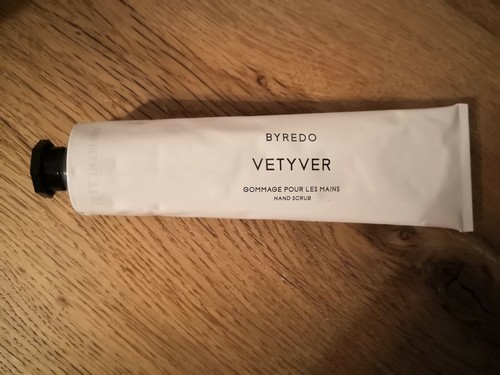 BYREDO
VETYVER
GOMMAGE POUR LES MAINS
HAND SCRUB